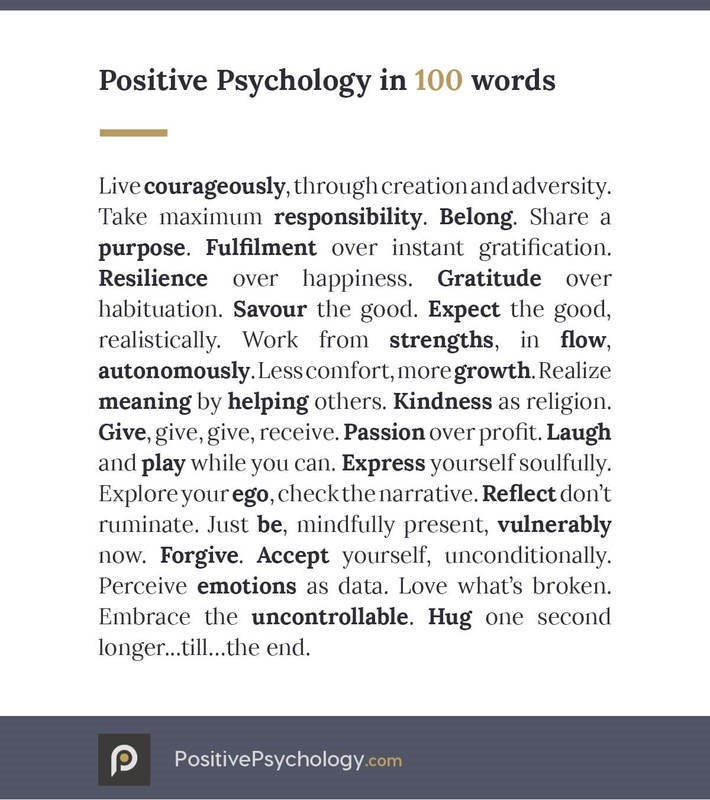 Positive Psychology in 100 words
Live courageously, through creation and adversity.
Take maximum responsibility. Belong. Share a
purpose. Fulfilment over instant gratification.
Resilience over happiness. Gratitude over
habituation. Savour the good. Expect the good,
realistically. Work from strengths, in flow,
autonomously. Less comfort, more growth. Realize
meaning by helping others. Kindness as religion.
Give, give, give, receive. Passion over profit. Laugh
and play while you can. Express yourself soulfully.
Explore your ego, check the narrative. Reflect don't
ruminate. Just be, mindfully present, vulnerably
now. Forgive. Accept yourself, unconditionally.
Perceive emotions as data. Love what's broken.
Embrace the uncontrollable. Hug one second
longer...till...the end.
PositivePsychology.com